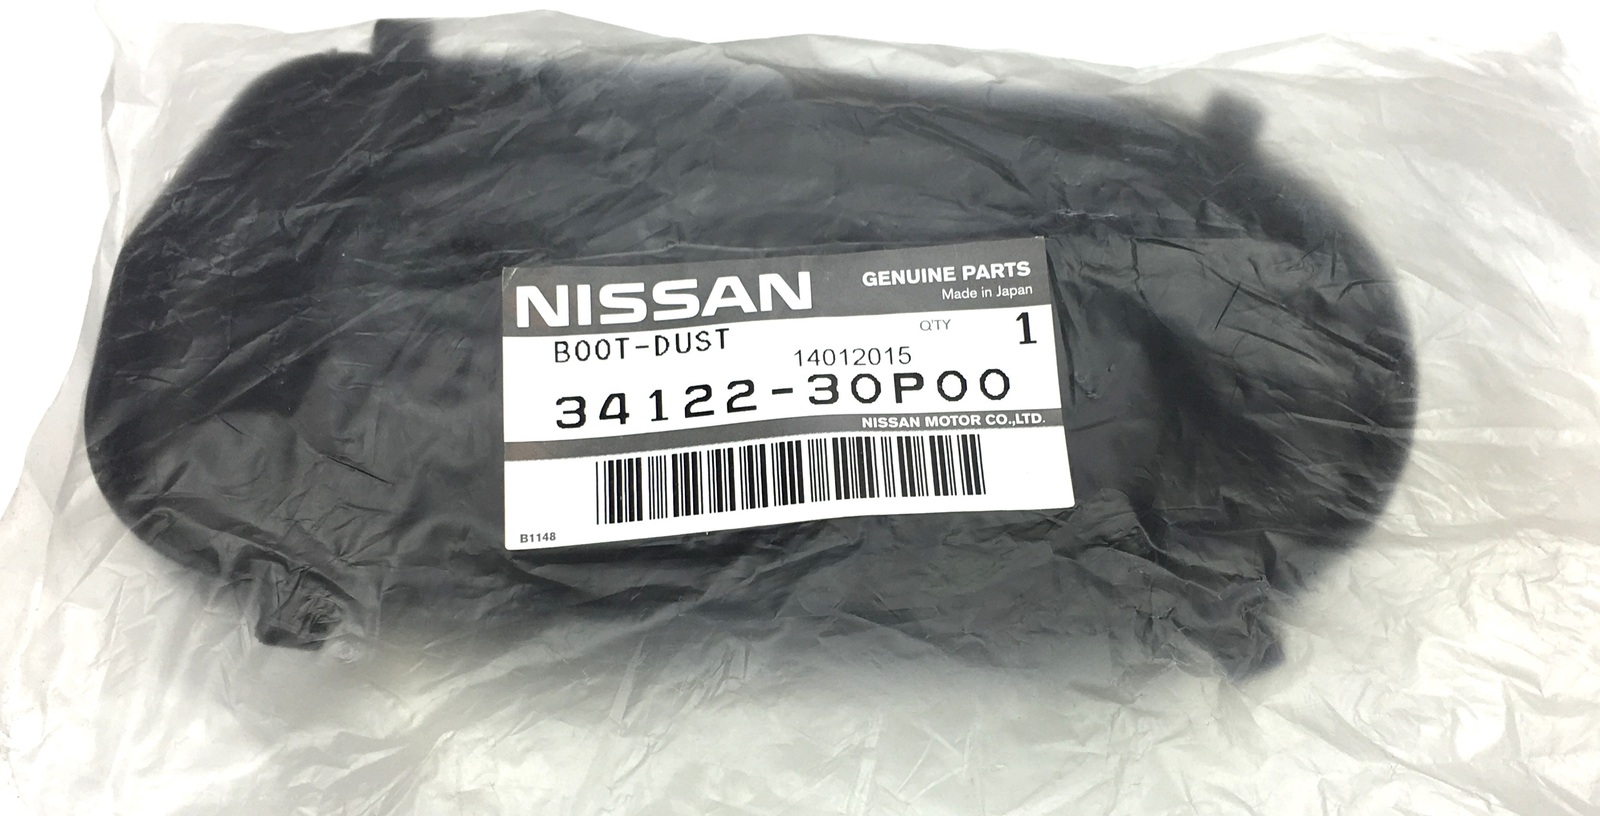 NISSAN
GENUINE PARTS
Made in Japan
BOOT-DUST
QTY 1
14012015
34122-30P00
NISSAN MOTOR CO.,LTD.
B1148